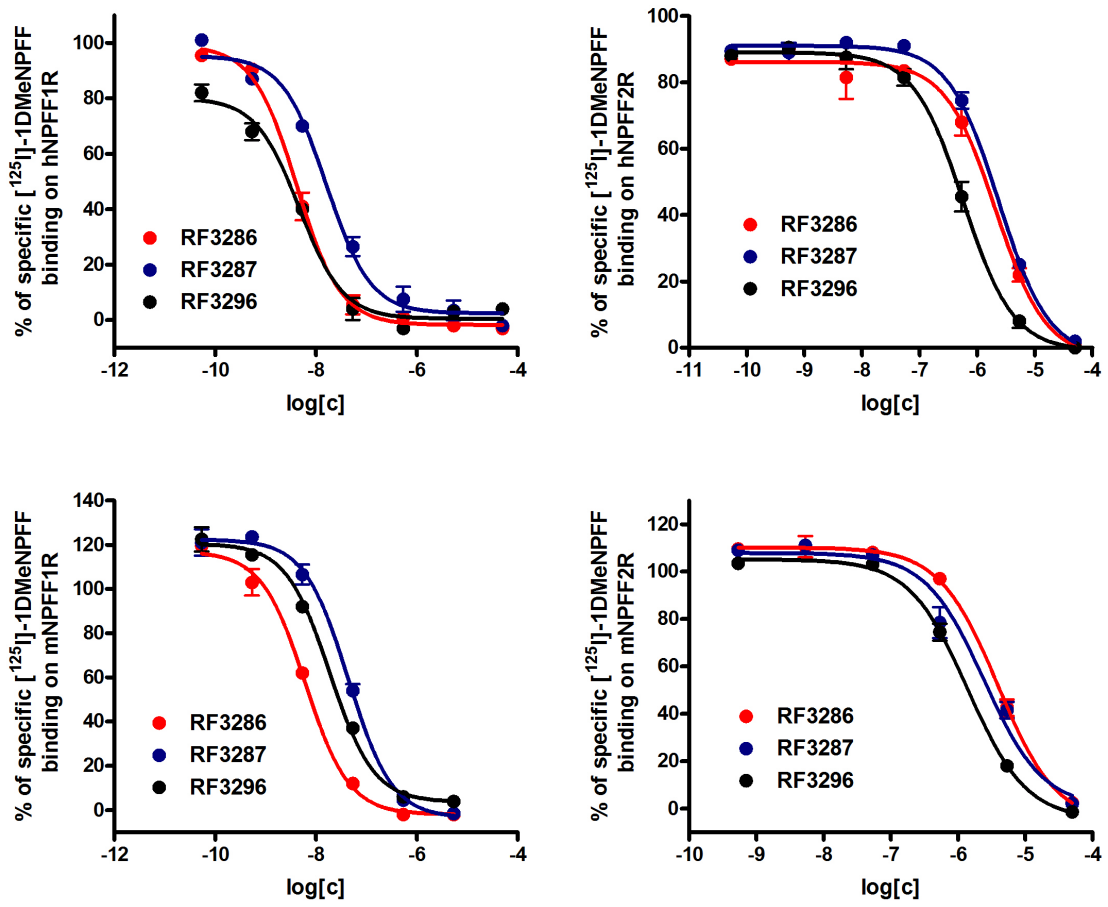 % of specific [¹²⁵I]-1DMeNPFF
binding on hNPFF1R
100
80
60
40
20
0
RF3286
RF3287
RF3296
-12
-10
-8
-6
-4
log[c]
% of specific [¹²⁵I]-1DMeNPFF
binding on hNPFF2R
100
80
60
40
20
0
RF3286
RF3287
RF3296
-11
-10
-9
-8
-7
-6
-5
-4
log[c]
% of specific [¹²⁵I]-1DMeNPFF
binding on mNPFF1R
140
120
100
80
60
40
20
0
RF3286
RF3287
RF3296
-12
-10
-8
-6
-4
log[c]
% of specific [¹²⁵I]-1DMeNPFF
binding on mNPFF2R
120
100
80
60
40
20
0
RF3286
RF3287
RF3296
-10
-9
-8
-7
-6
-5
-4
log[c]